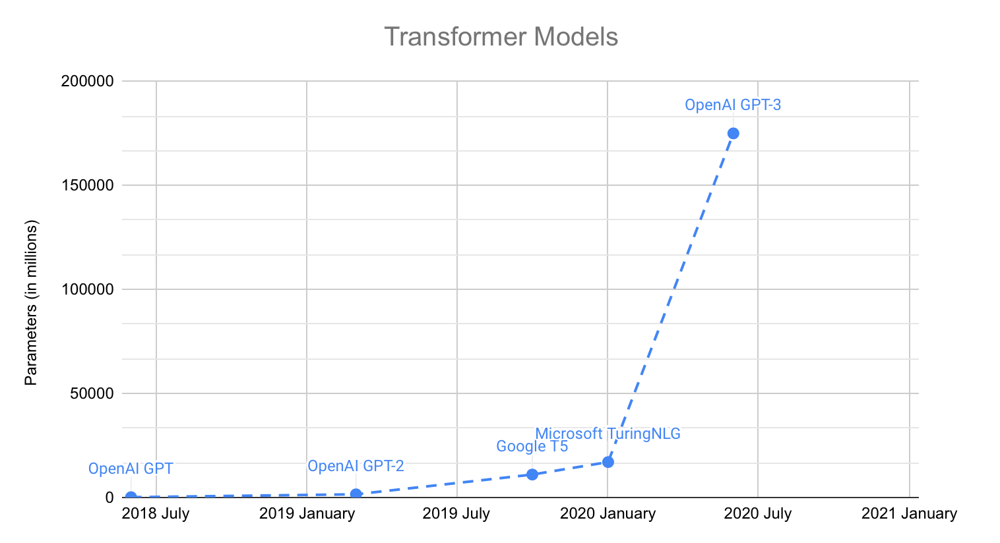 Transformer Models
200000
150000
100000
50000
0
Parameters (in millions)
OpenAI GPT-3
Microsoft TuringNLG
Google T5
OpenAI GPT-2
OpenAI GPT
2018 July
2019 January
2019 July
2020 January
2020 July
2021 January